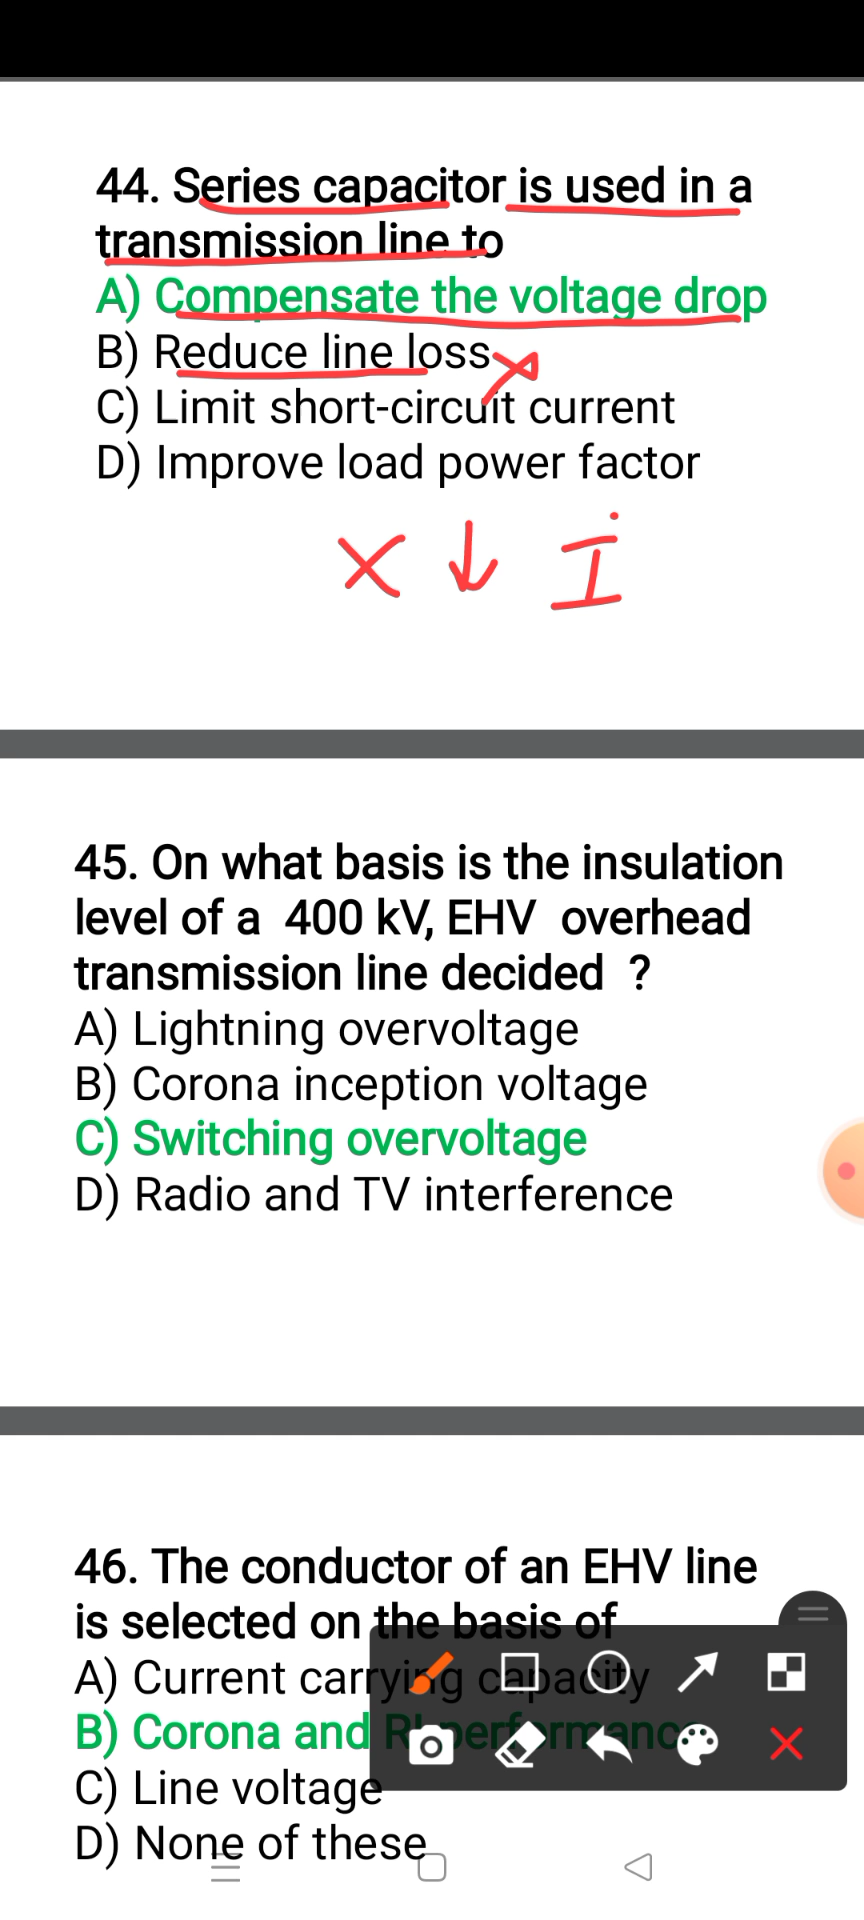 44. Series capacitor is used in a
transmission line to
A) Compensate the voltage drop
B) Reduce line loss
C) Limit short-circuit current
D) Improve load power factor
X ↓ I
45. On what basis is the insulation
level of a 400 kV, EHV overhead
transmission line decided ?
A) Lightning overvoltage
B) Corona inception voltage
C) Switching overvoltage
D) Radio and TV interference
46. The conductor of an EHV line
is selected on the basis of
A) Current carrying capacity
B) Corona and RI performance
C) Line voltage
D) None of these